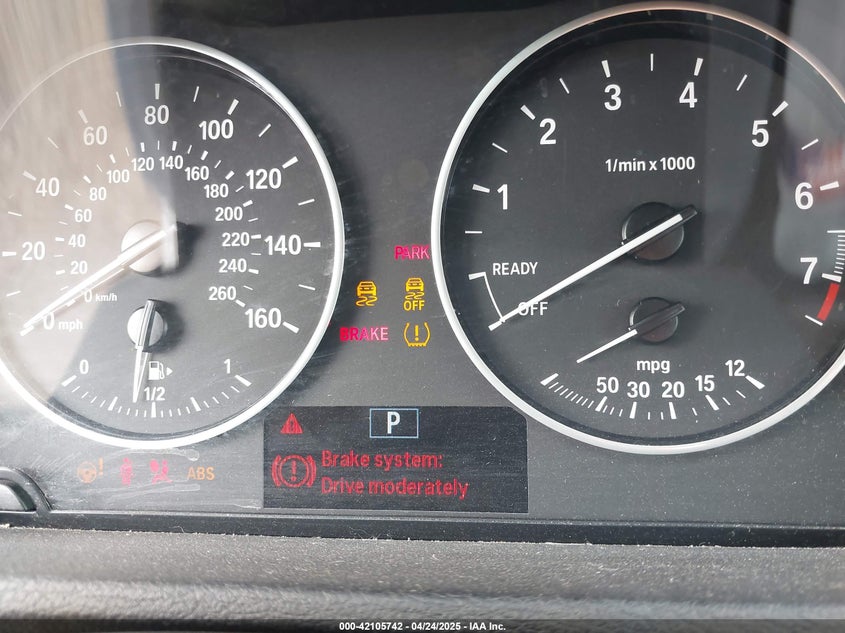 20
40
60
80
100
120
140
160
0 mph
0 km/h
20
40
60
80
100
120
140
160
180
200
220
240
260
0
1/2
1
PARK
OFF
BRAKE
ABS
1
2
3
4
5
6
7
1/min x 1000
READY
OFF
mpg
50
30
20
15
12
P
Brake system:
Drive moderately
000-42105742 - 04/24/2025 - IAA Inc.